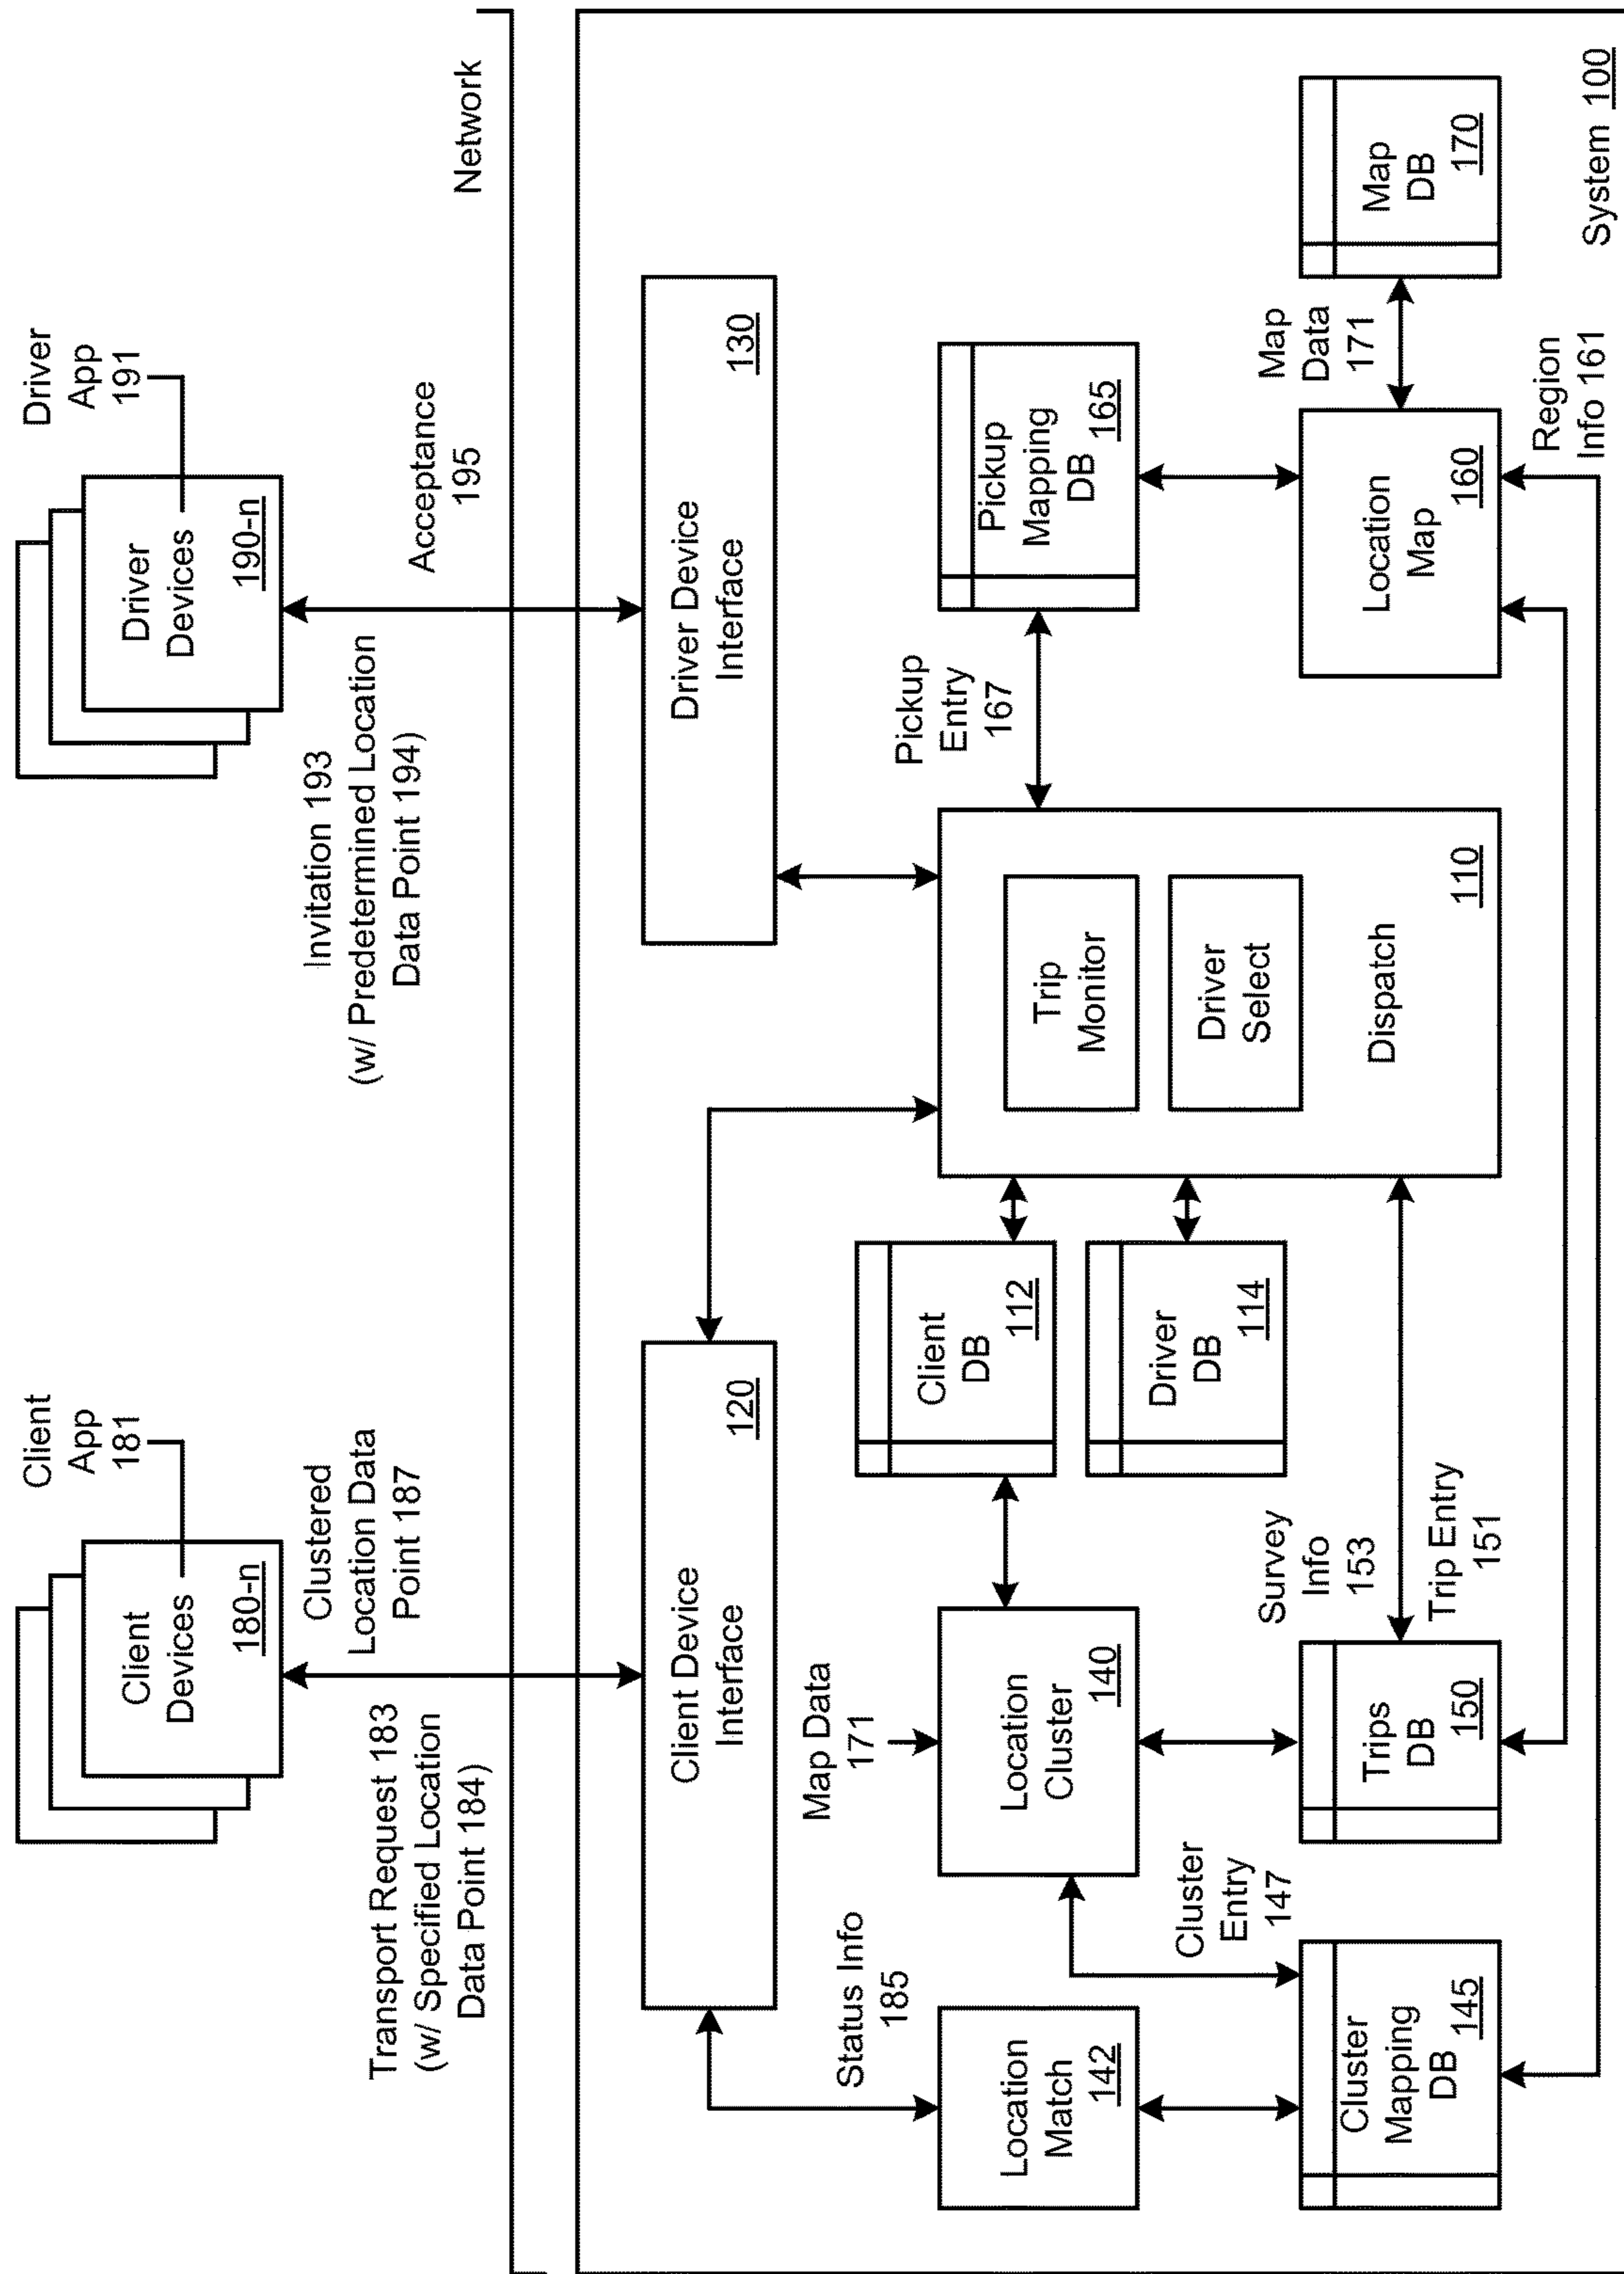 Client
App
181
Client
Devices
180-n
Driver
App
191
Driver
Devices
190-n
Transport Request 183
(w/ Specified Location
Data Point 184)
Clustered
Location Data
Point 187
Invitation 193
(w/ Predetermined Location
Data Point 194)
Acceptance
195
Network
Client Device
Interface
120
Driver Device
Interface
130
Status Info
185
Map Data
171
Client
DB
112
Pickup
Entry
167
Pickup
Mapping
DB
165
Location
Match
142
Location
Cluster
140
Driver
DB
114
Trip
Monitor
Driver
Select
Dispatch
110
Cluster
Entry
147
Survey
Info
153
Trip Entry
151
Map
Data
171
Cluster
Mapping
DB
145
Trips
DB
150
Location
Map
160
Map
DB
170
Region
Info 161
System 100